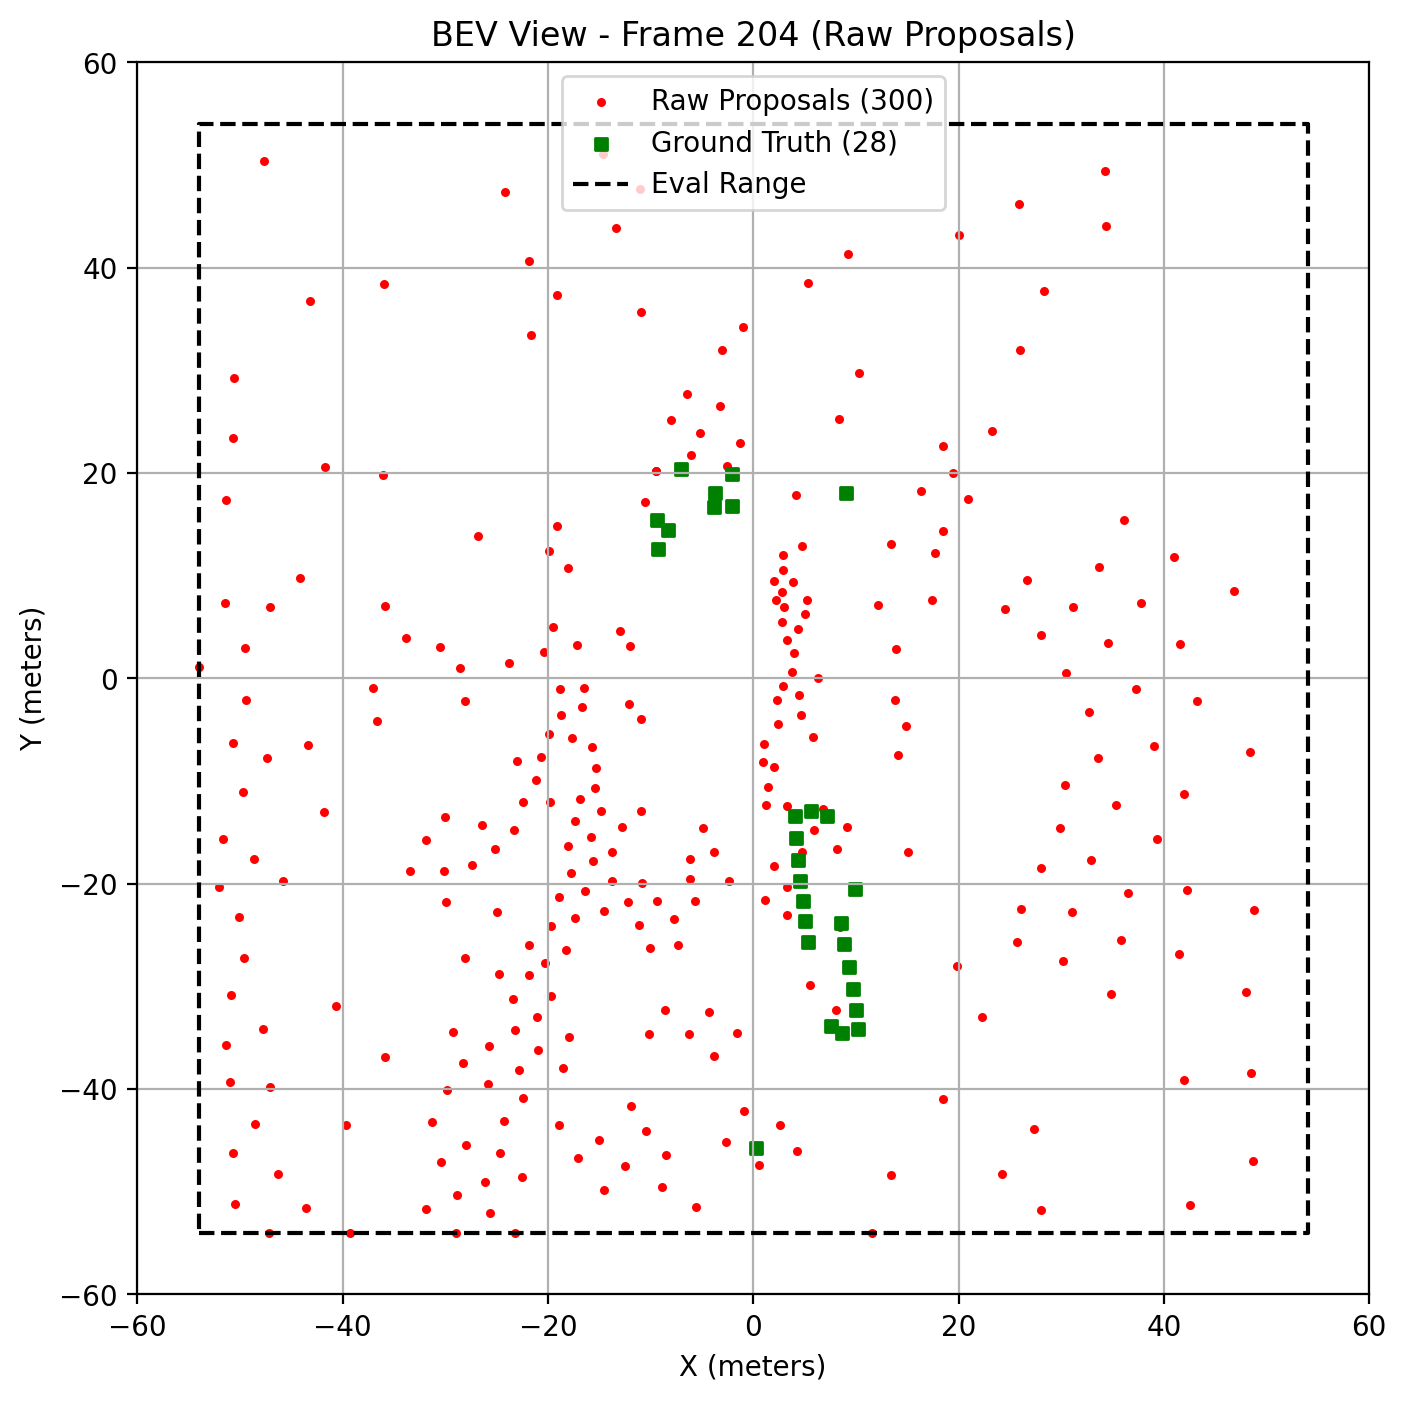 BEV View - Frame 204 (Raw Proposals)
Raw Proposals (300)
Ground Truth (28)
Eval Range
60
40
20
0
−20
−40
−60
Y (meters)
−60 −40 −20 0 20 40 60
X (meters)